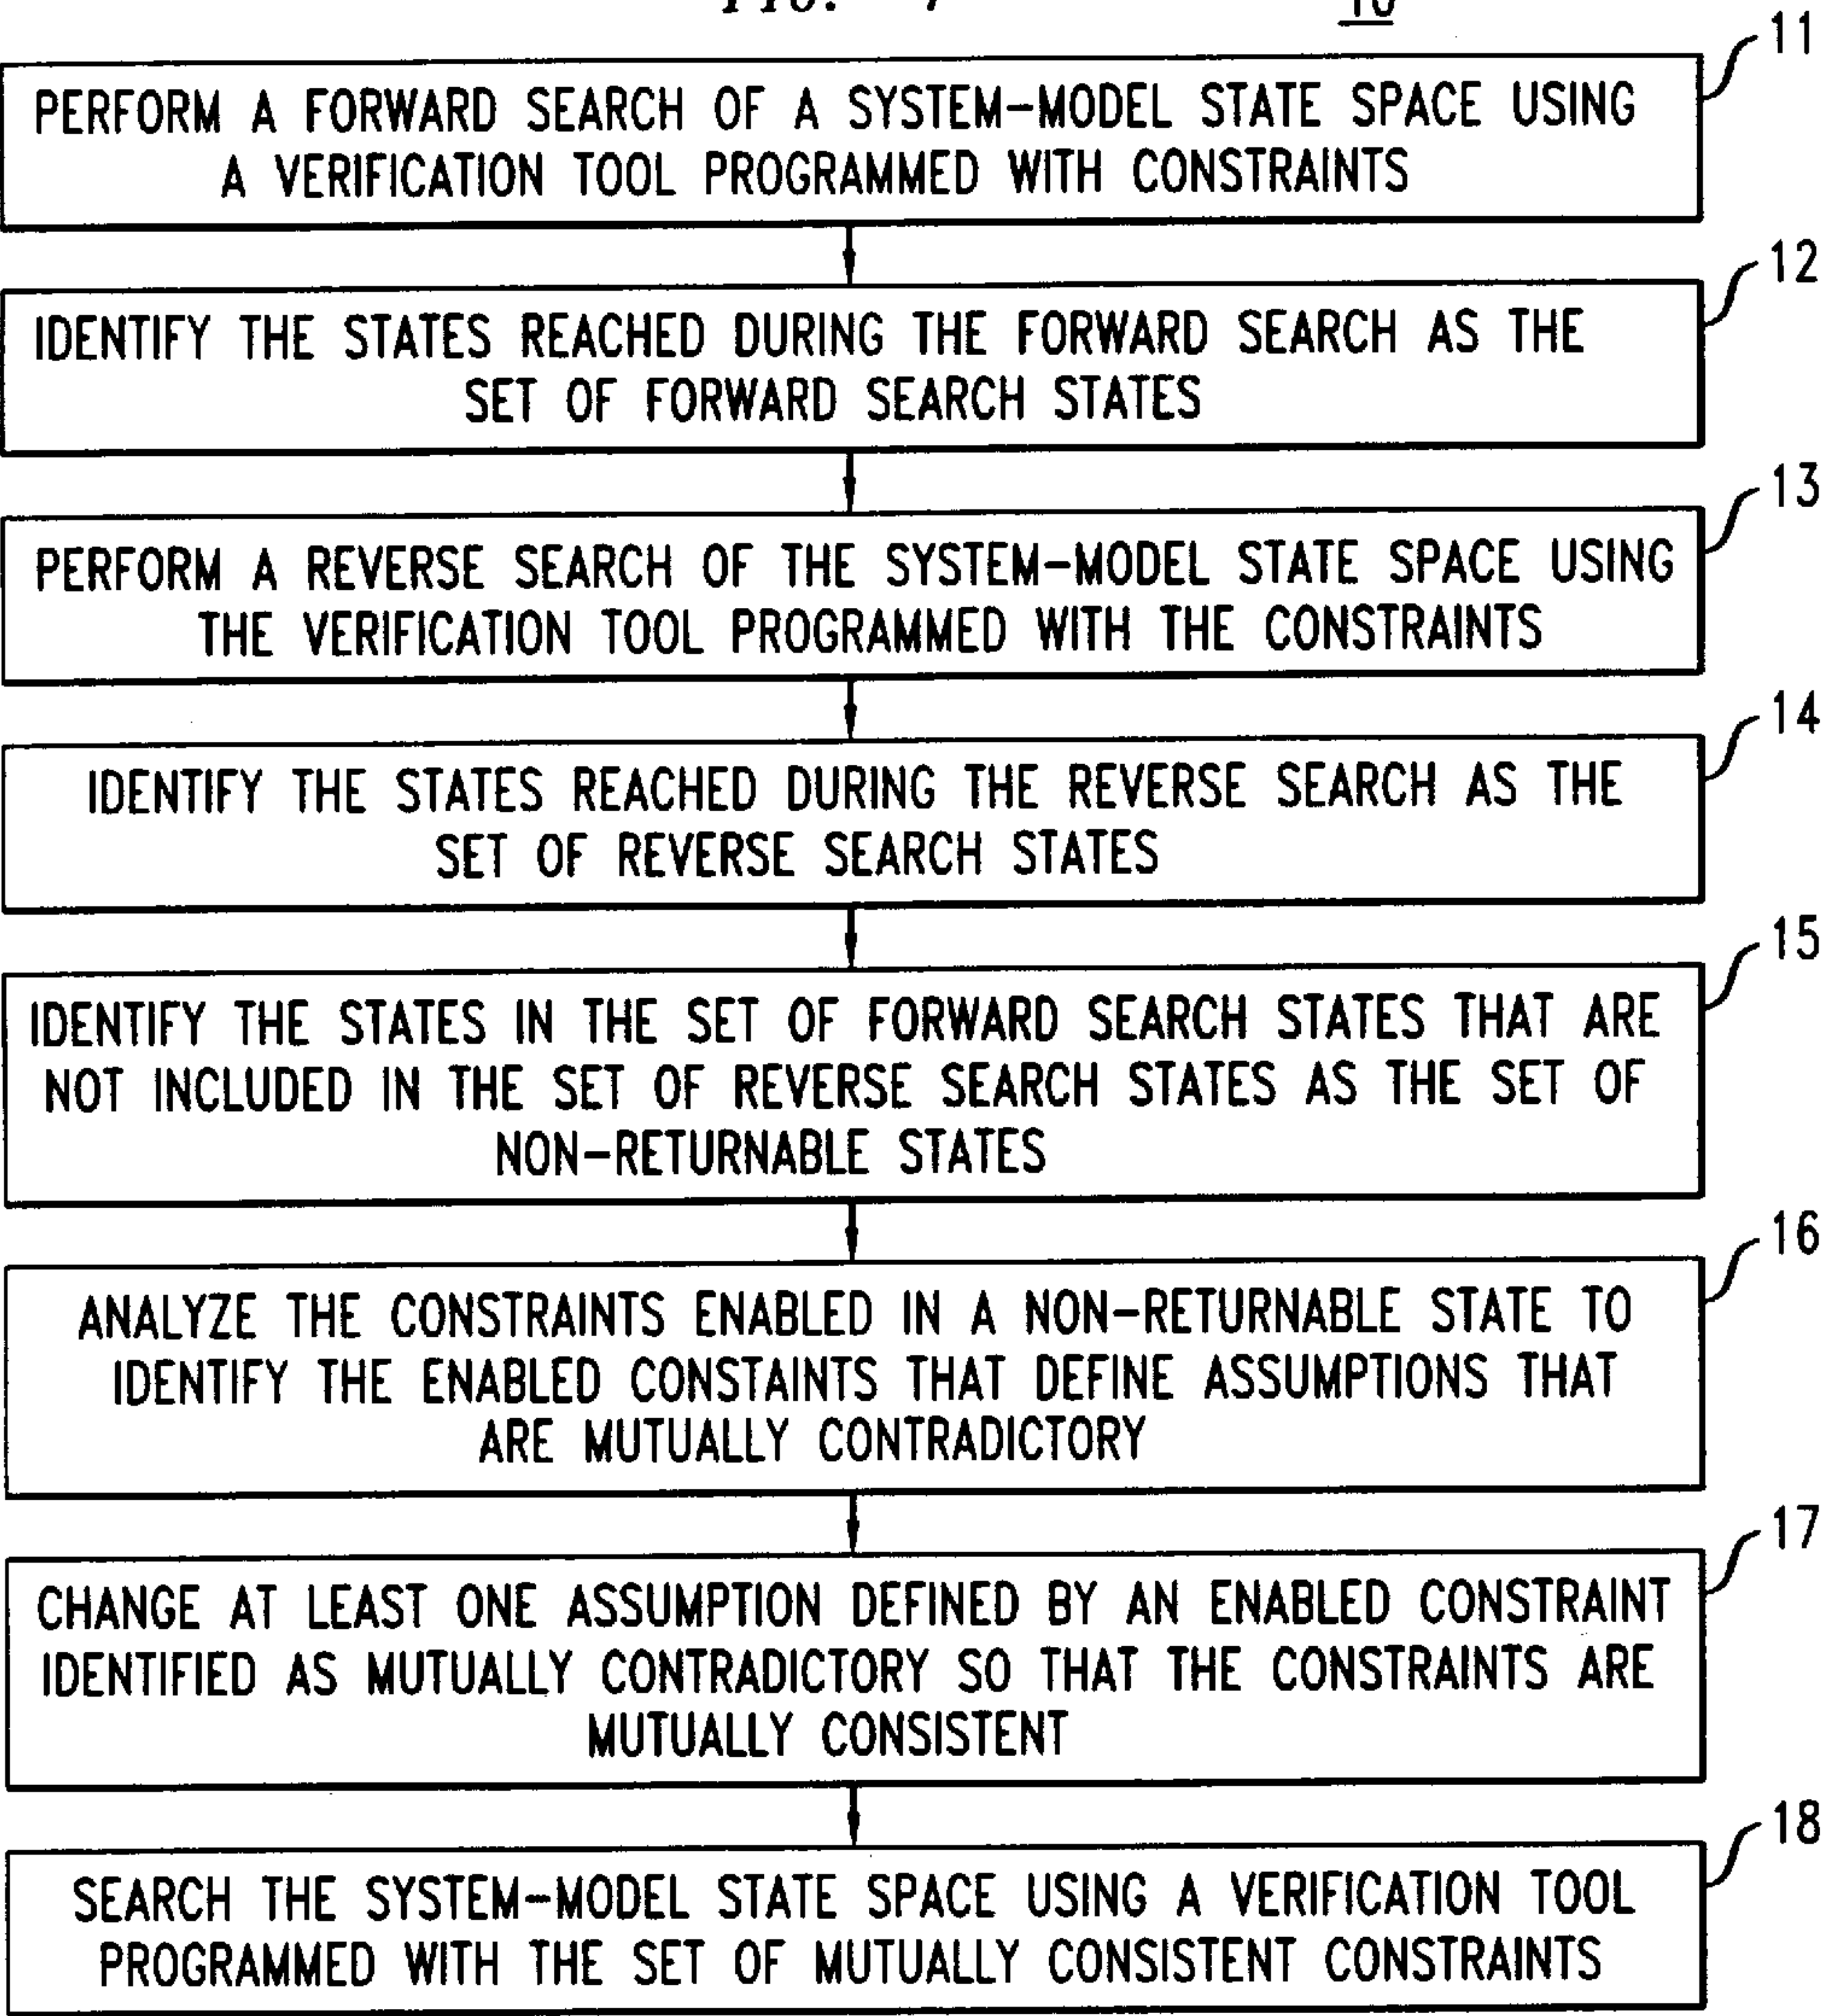 11
PERFORM A FORWARD SEARCH OF A SYSTEM-MODEL STATE SPACE USING
A VERIFICATION TOOL PROGRAMMED WITH CONSTRAINTS
12
IDENTIFY THE STATES REACHED DURING THE FORWARD SEARCH AS THE
SET OF FORWARD SEARCH STATES
13
PERFORM A REVERSE SEARCH OF THE SYSTEM-MODEL STATE SPACE USING
THE VERIFICATION TOOL PROGRAMMED WITH THE CONSTRAINTS
14
IDENTIFY THE STATES REACHED DURING THE REVERSE SEARCH AS THE
SET OF REVERSE SEARCH STATES
15
IDENTIFY THE STATES IN THE SET OF FORWARD SEARCH STATES THAT ARE
NOT INCLUDED IN THE SET OF REVERSE SEARCH STATES AS THE SET OF
NON-RETURNABLE STATES
16
ANALYZE THE CONSTRAINTS ENABLED IN A NON-RETURNABLE STATE TO
IDENTIFY THE ENABLED CONSTAINTS THAT DEFINE ASSUMPTIONS THAT
ARE MUTUALLY CONTRADICTORY
17
CHANGE AT LEAST ONE ASSUMPTION DEFINED BY AN ENABLED CONSTRAINT
IDENTIFIED AS MUTUALLY CONTRADICTORY SO THAT THE CONSTRAINTS ARE
MUTUALLY CONSISTENT
18
SEARCH THE SYSTEM-MODEL STATE SPACE USING A VERIFICATION TOOL
PROGRAMMED WITH THE SET OF MUTUALLY CONSISTENT CONSTRAINTS